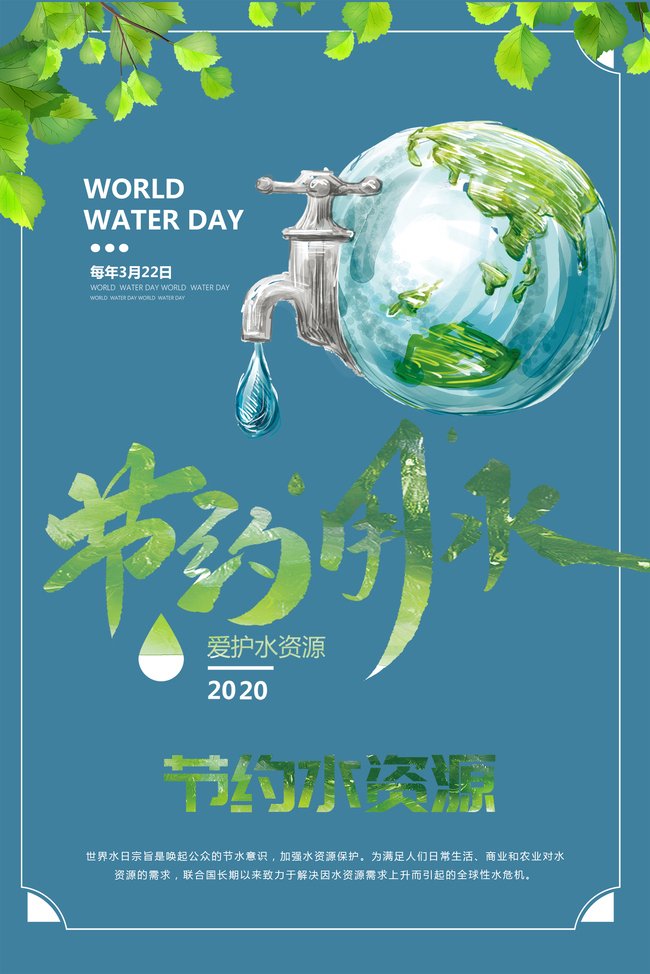 WORLD
WATER DAY
每年3月22日
WORLD WATER DAY WORLD WATER DAY
WORLD WATER DAY WORLD WATER DAY
节约用水
爱护水资源
2020
节约水资源
世界水日宗旨是唤起公众的节水意识，加强水资源保护。为满足人们日常生活、商业和农业对水
资源的需求，联合国长期以来致力于解决因水资源需求上升而引起的全球性水危机。